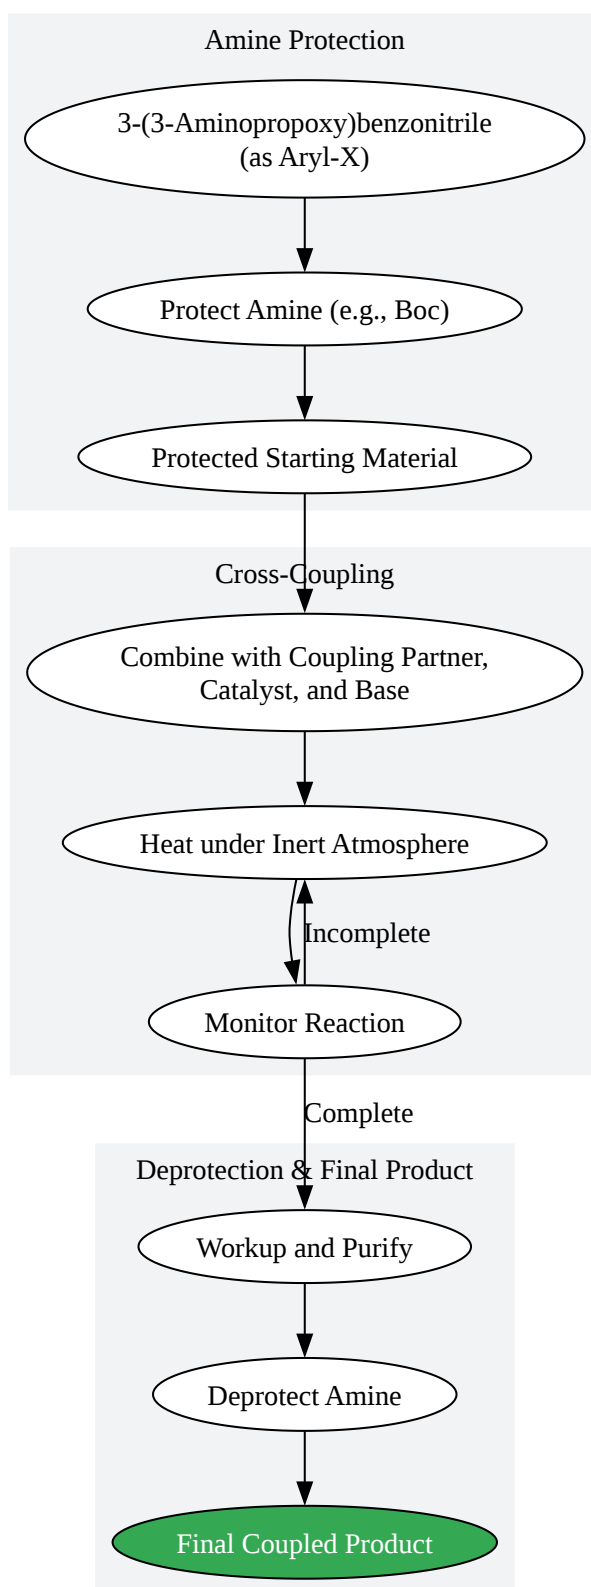 Amine Protection
3-(3-Aminopropoxy)benzonitrile
(as Aryl-X)
Protect Amine (e.g., Boc)
Protected Starting Material
Cross-Coupling
Combine with Coupling Partner,
Catalyst, and Base
Heat under Inert Atmosphere
Incomplete
Monitor Reaction
Complete
Deprotection & Final Product
Workup and Purify
Deprotect Amine
Final Coupled Product